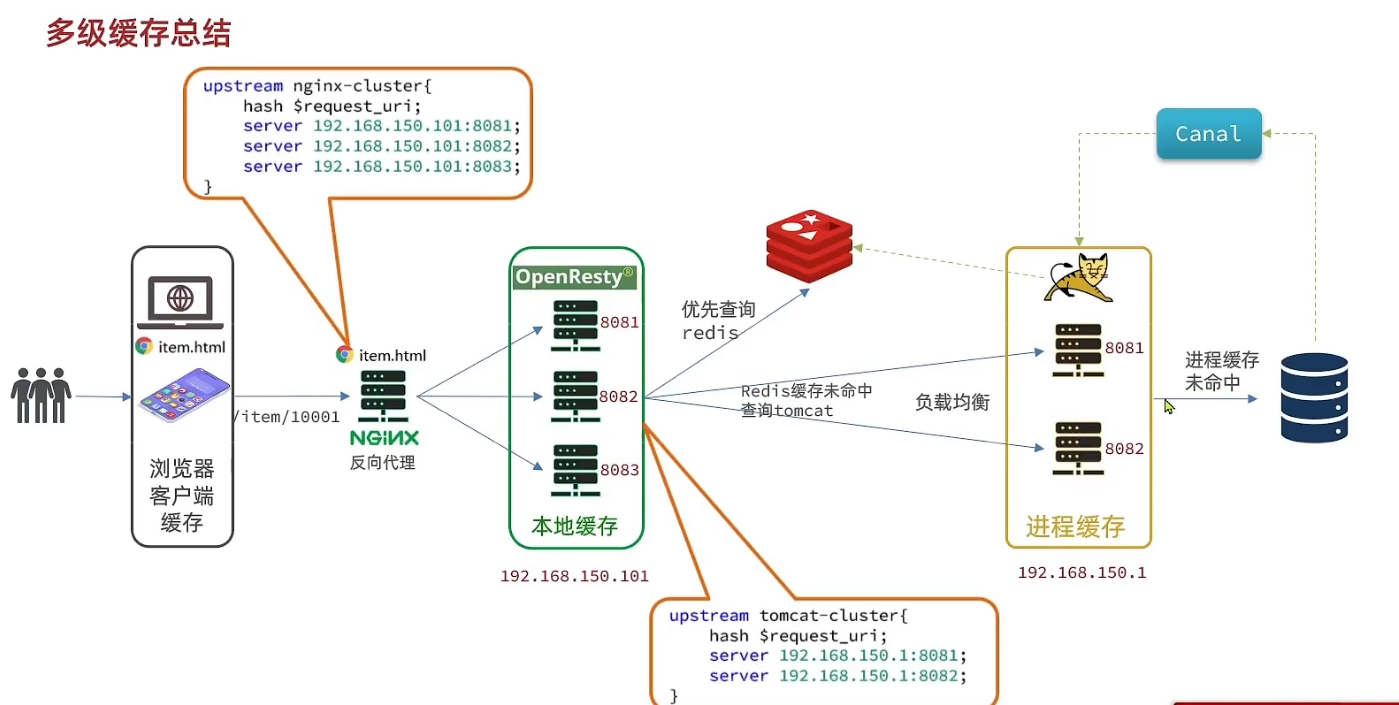 多级缓存总结
upstream nginx-cluster{
hash $request_uri;
server 192.168.150.101:8081;
server 192.168.150.101:8082;
server 192.168.150.101:8083;
}
item.html
浏览器
客户端
缓存
/item/10001
item.html
NGINX
反向代理
OpenResty®
8081
8082
8083
本地缓存
192.168.150.101
优先查询
redis
Redis缓存未命中
查询tomcat
负载均衡
upstream tomcat-cluster{
hash $request_uri;
server 192.168.150.1:8081;
server 192.168.150.1:8082;
}
Canal
8081
8082
进程缓存
192.168.150.1
进程缓存
未命中